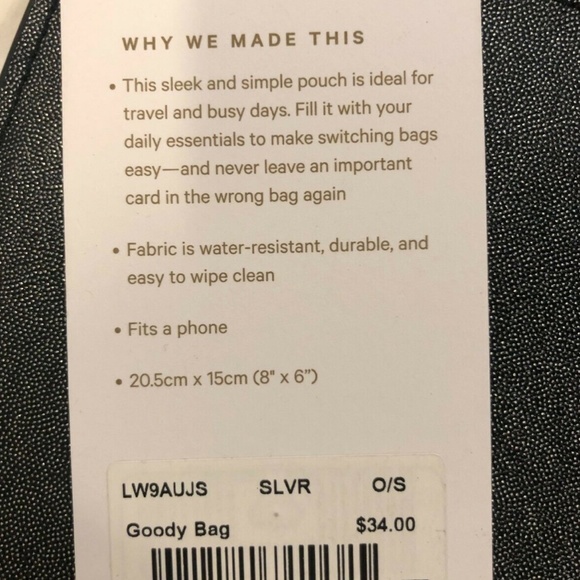 WHY WE MADE THIS
• This sleek and simple pouch is ideal for
travel and busy days. Fill it with your
daily essentials to make switching bags
easy—and never leave an important
card in the wrong bag again
• Fabric is water-resistant, durable, and
easy to wipe clean
• Fits a phone
• 20.5cm x 15cm (8" x 6")
LW9AUJS SLVR O/S
Goody Bag $34.00